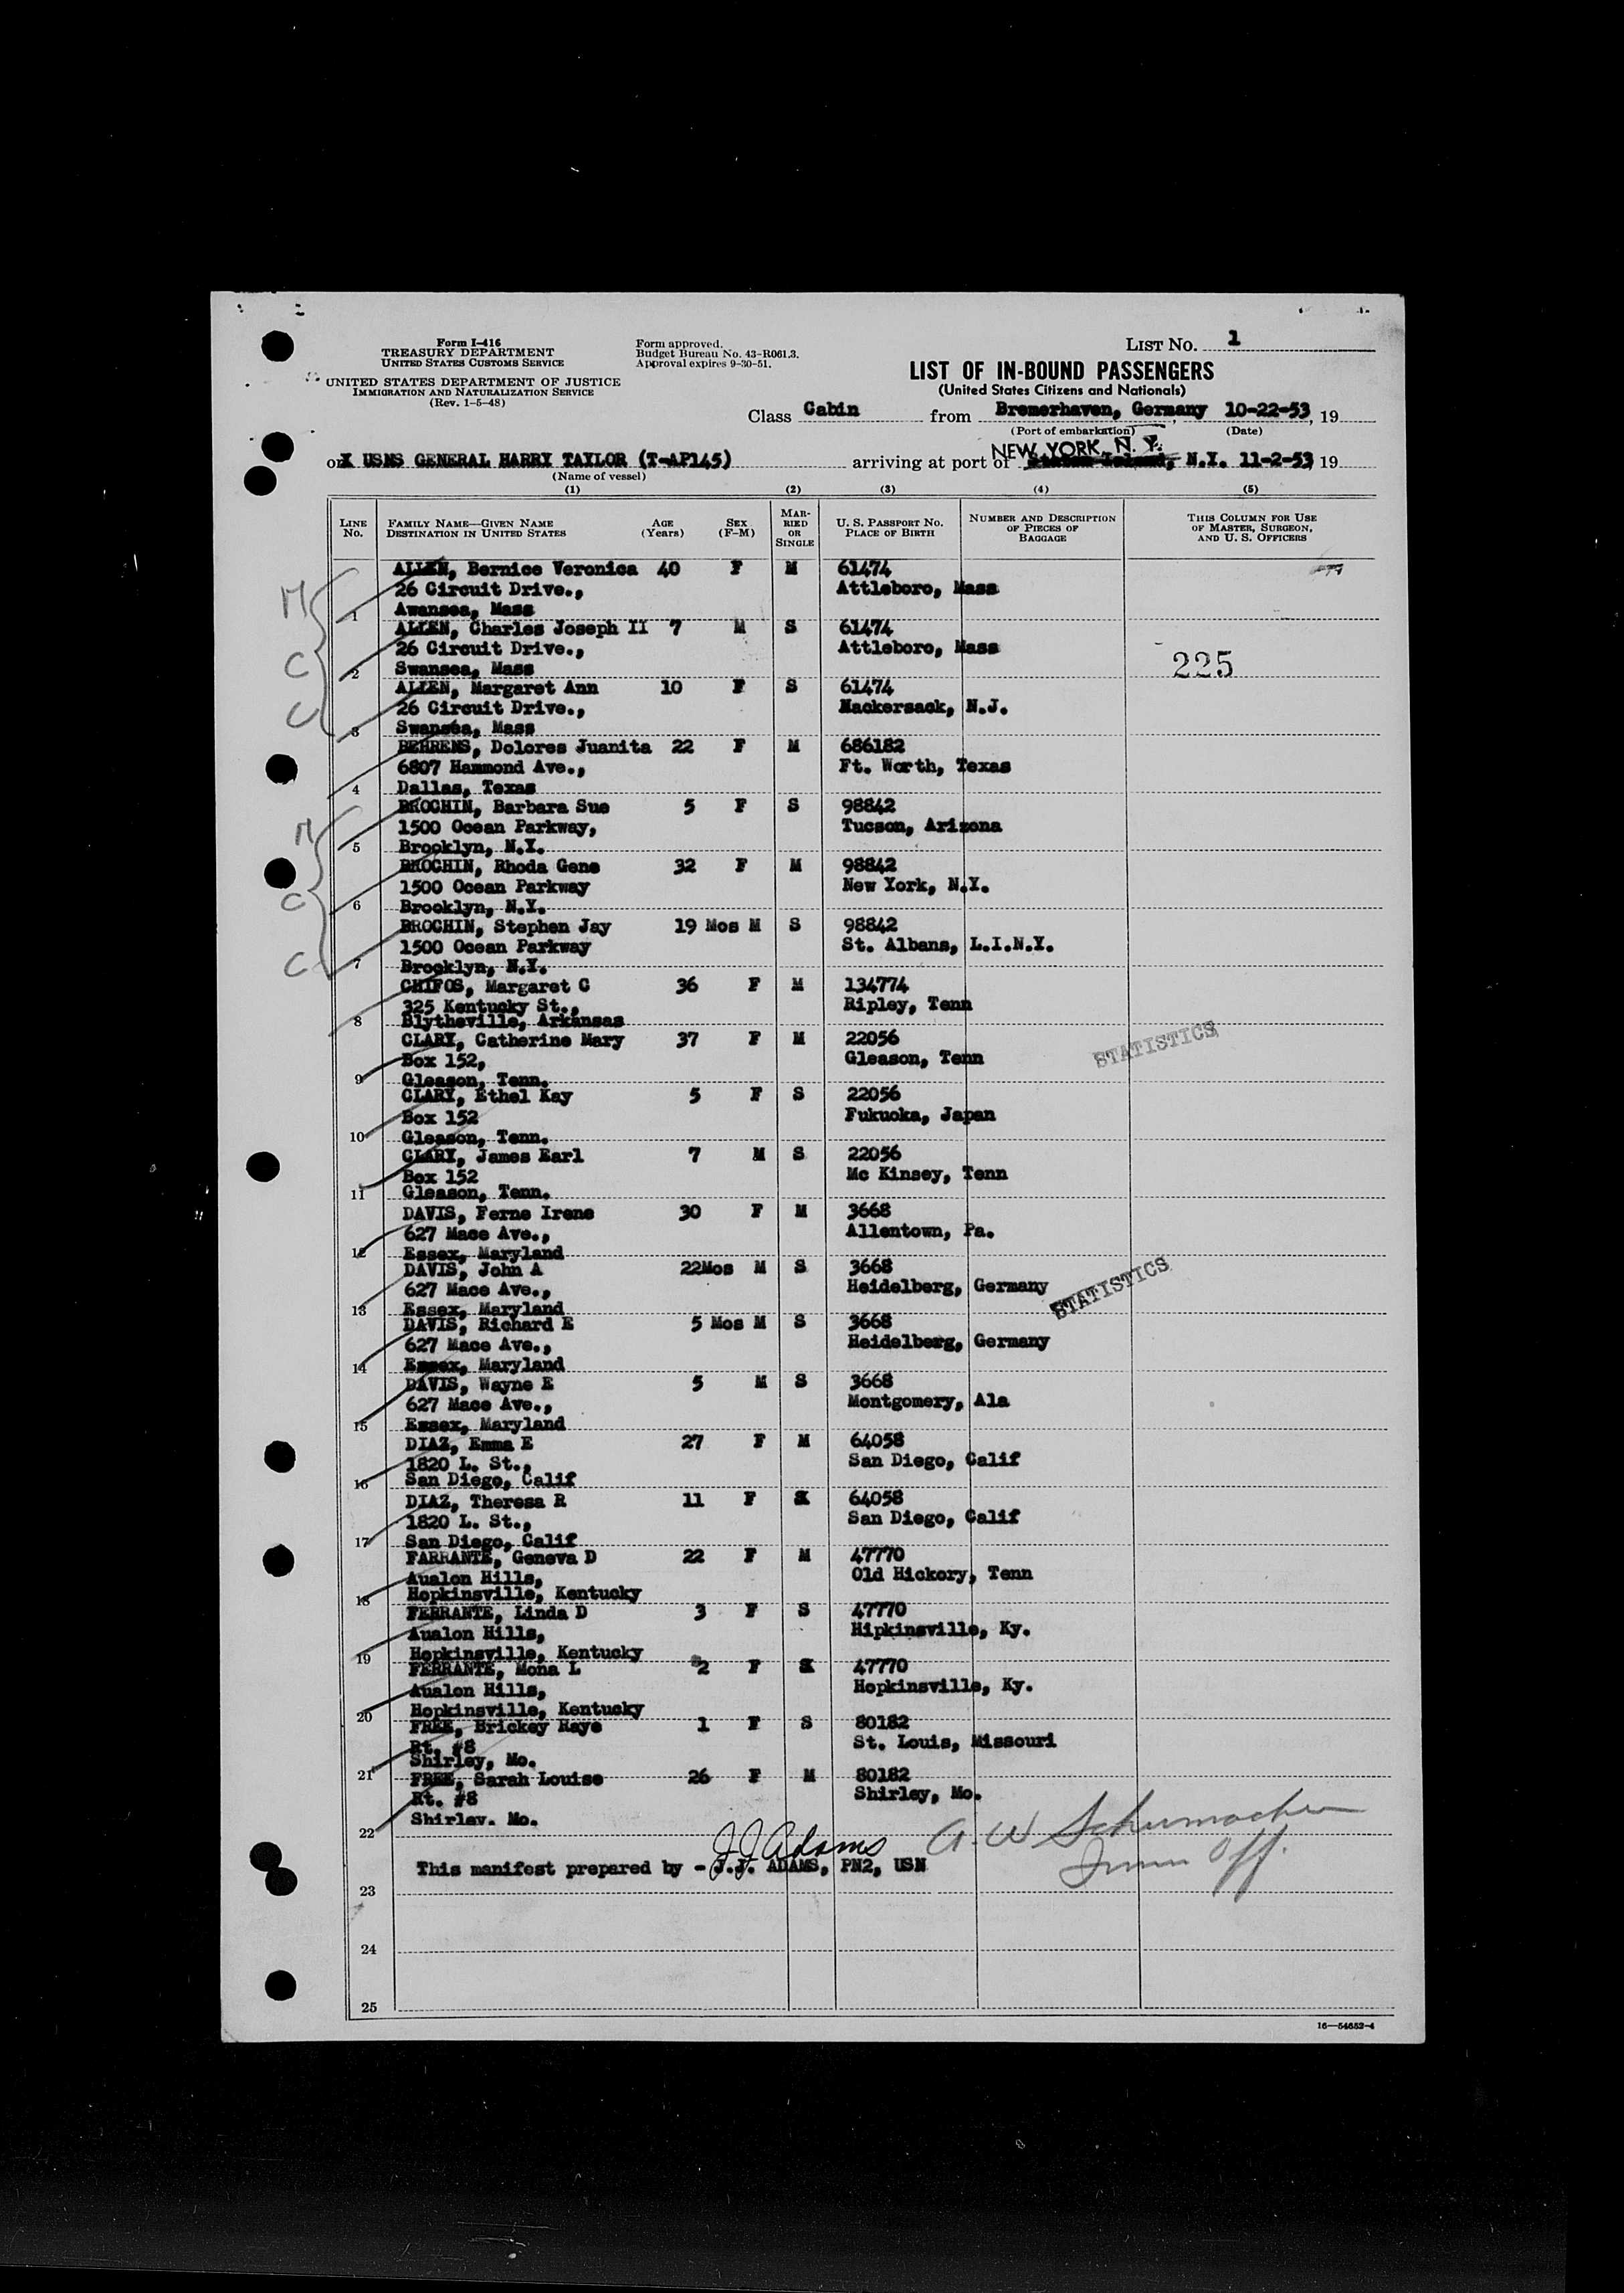 Form I-416
TREASURY DEPARTMENT
UNITED STATES CUSTOMS SERVICE
UNITED STATES DEPARTMENT OF JUSTICE
IMMIGRATION AND NATURALIZATION SERVICE
(Rev. 1-5-48)
Form approved.
Budget Bureau No. 43-R061.3.
Approval expires 9-30-51.
LIST No. 1
LIST OF IN-BOUND PASSENGERS
(United States Citizens and Nationals)
Class Cabin from Bremerhaven, Germany, 10-22-53, 19
(Port of embarkation) (Date)
NEW YORK, N. Y.
on USNS GENERAL HARRY TAYLOR (T-AP145) arriving at port of Staten Island, N.Y. 11-2-53 19
(Name of vessel)
(1) (2) (3) (4) (5)
LINE No. FAMILY NAME—GIVEN NAME DESTINATION IN UNITED STATES AGE (Years) SEX (F-M) MARRIED OR SINGLE U. S. PASSPORT NO. PLACE OF BIRTH NUMBER AND DESCRIPTION OF PIECES OF BAGGAGE THIS COLUMN FOR USE OF MASTER, SURGEON, AND U. S. OFFICERS
ALLEN, Bernice Veronica 40 F M 61474
M 26 Circuit Drive., Attleboro, Mass
1 Awansea, Mass
ALLEN, Charles Joseph II 7 M S 61474
26 Circuit Drive., Attleboro, Mass
C 2 Swansea, Mass 225
ALLEN, Margaret Ann 10 F S 61474
C 26 Circuit Drive., Hackersack, N.J.
3 Swansea, Mass
BEHRENS, Dolores Juanita 22 F M 686182
6807 Hammond Ave., Ft. Worth, Texas
4 Dallas, Texas
BROCHIN, Barbara Sue 5 F S 98842
M 1500 Ocean Parkway, Tucson, Arizona
5 Brooklyn, N.Y.
BROCHIN, Rhoda Gene 32 F M 98842
1500 Ocean Parkway New York, N.Y.
C 6 Brooklyn, N.Y.
BROCHIN, Stephen Jay 19 Mos M S 98842
1500 Ocean Parkway St. Albans, L.I.N.Y.
C 7 Brooklyn, N.Y.
CHIFOS, Margaret C 36 F M 134774
325 Kentucky St., Ripley, Tenn
8 Blytheville, Arkansas
CLARY, Catherine Mary 37 F M 22056
STATISTICS
Box 152, Gleason, Tenn
9 Gleason, Tenn.
CLARY, Ethel Kay 5 F S 22056
Box 152 Fukuoka, Japan
10 Gleason, Tenn.
CLARY, James Earl 7 M S 22056
Box 152 Mc Kinsey, Tenn
11 Gleason, Tenn.
DAVIS, Ferne Irene 30 F M 3668
627 Mace Ave., Allentown, Pa.
12 Essex, Maryland
DAVIS, John A 22Mos M S 3668
627 Mace Ave., Heidelberg, Germany
STATISTICS
13 Essex, Maryland
DAVIS, Richard E 5 Mos M S 3668
627 Mace Ave., Heidelberg, Germany
14 Essex, Maryland
DAVIS, Wayne E 5 M S 3668
627 Mace Ave., Montgomery, Ala
15 Essex, Maryland
DIAZ, Emma E 27 F M 64058
1820 L. St., San Diego, Calif
16 San Diego, Calif
DIAZ, Theresa R 11 F S 64058
1820 L. St., San Diego, Calif
17 San Diego, Calif
FARRANTE, Geneva D 22 F M 47770
Aualon Hills, Old Hickory, Tenn
18 Hopkinsville, Kentucky
FERRANTE, Linda D 3 F S 47770
Aualon Hills, Hipkinsville, Ky.
19 Hopkinsville, Kentucky
FERRANTE, Mona L 2 F S 47770
Aualon Hills, Hopkinsville, Ky.
20 Hopkinsville, Kentucky
FREE, Brickey Raye 1 F S 80182
Rt. #8 St. Louis, Missouri
21 Shirley, Mo.
FREE, Sarah Louise 26 F M 80182
Rt. #8 Shirley, Mo.
22 Shirley. Mo.
J J Adams A. W Schumacher
Imm Off.
This manifest prepared by - J.J. ADAMS, PN2, USN
23
24
25
16—54652-4